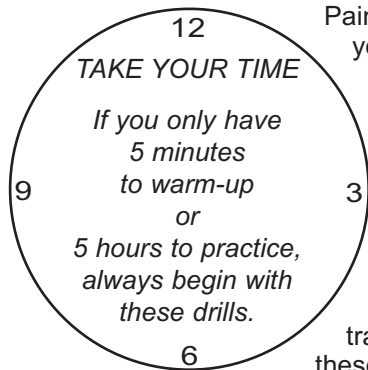 12
TAKE YOUR TIME
If you only have
5 minutes
to warm-up
9
3
or
5 hours to practice,
always begin with
these drills.
6
these